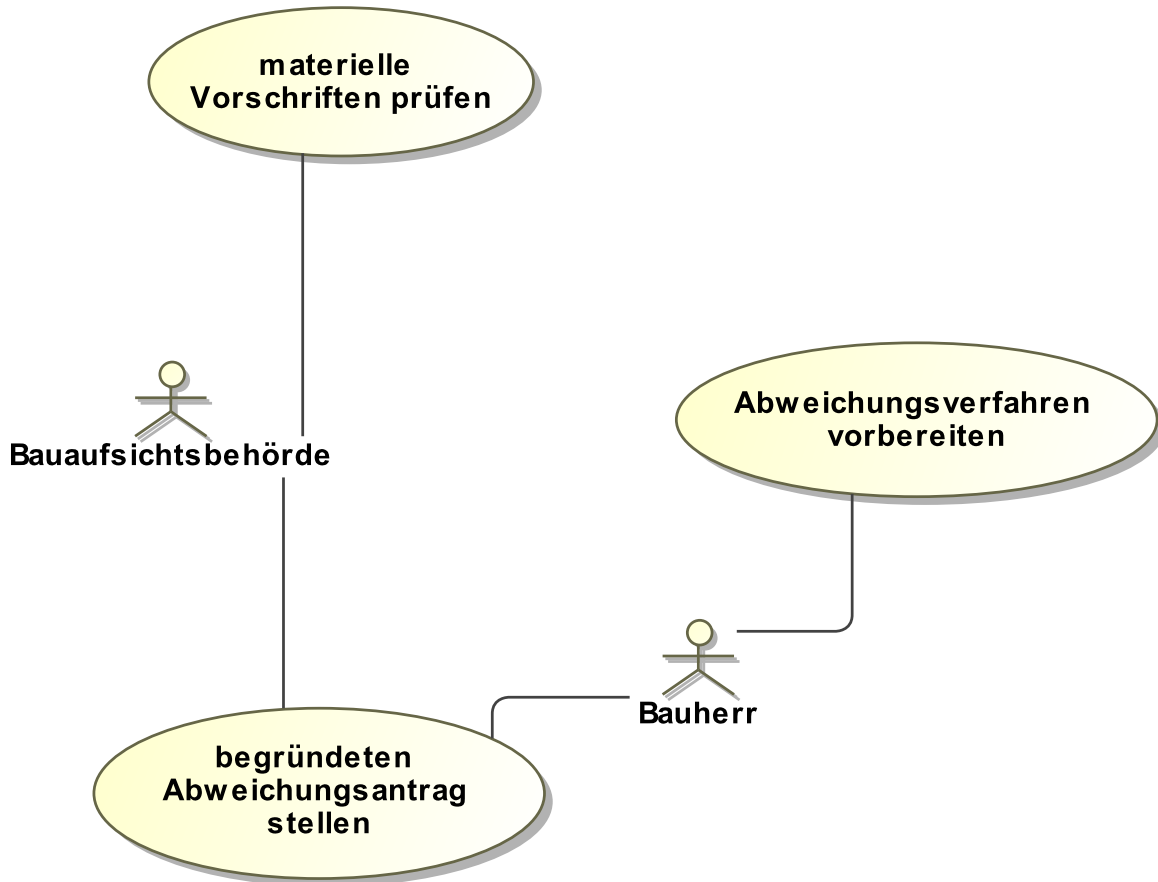 materielle
Vorschriften prüfen
Abweichungsverfahren
vorbereiten
Bauaufsichtsbehörde
Bauherr
begründeten
Abweichungsantrag
stellen